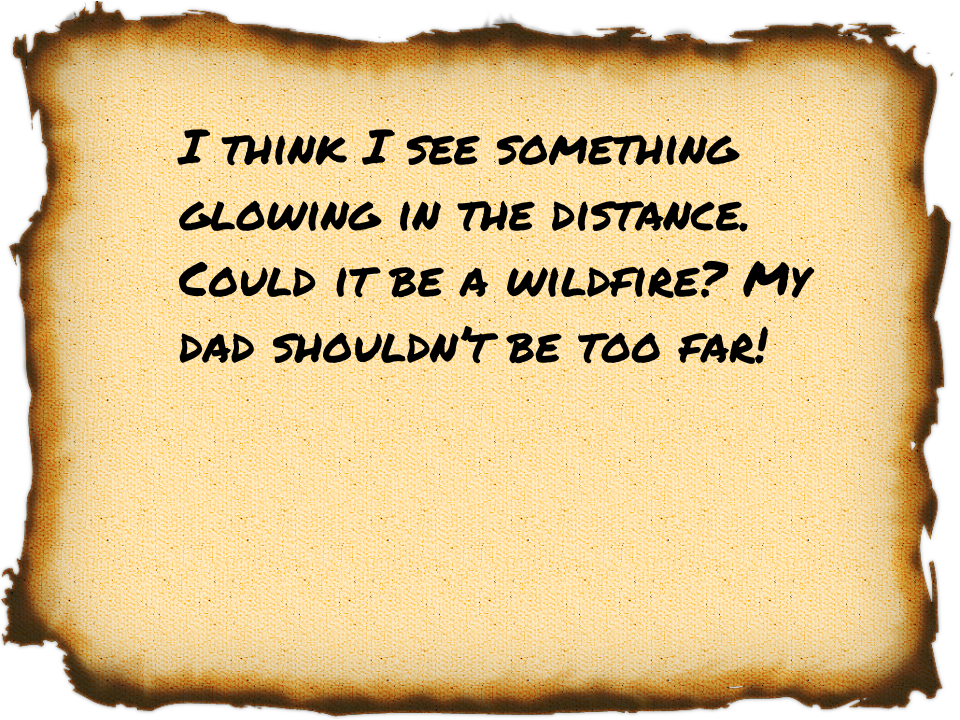 I think I see something
glowing in the distance.
Could it be a wildfire? My
dad shouldn't be too far!